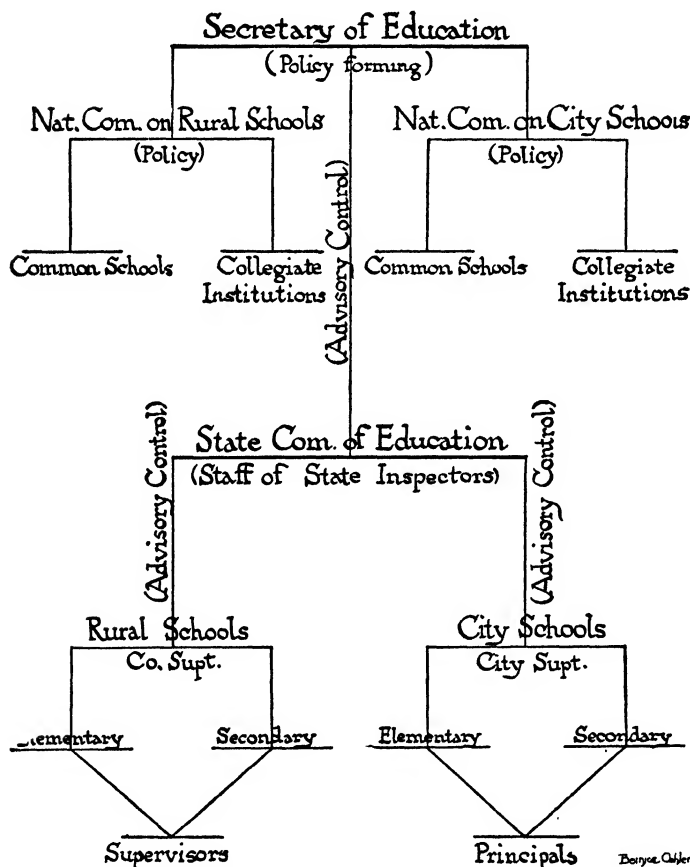 Secretary of Education
(Policy forming)
Nat. Com. on Rural Schools
(Policy)
Nat. Com. on City Schools
(Policy)
(Advisory Control)
Common Schools
Collegiate
Institutions
Common Schools
Collegiate
Institutions
State Com. of Education
(Staff of State Inspectors)
(Advisory Control)
(Advisory Control)
Rural Schools
Co. Supt.
City Schools
City Supt.
Elementary
Secondary
Elementary
Secondary
Supervisors
Principals